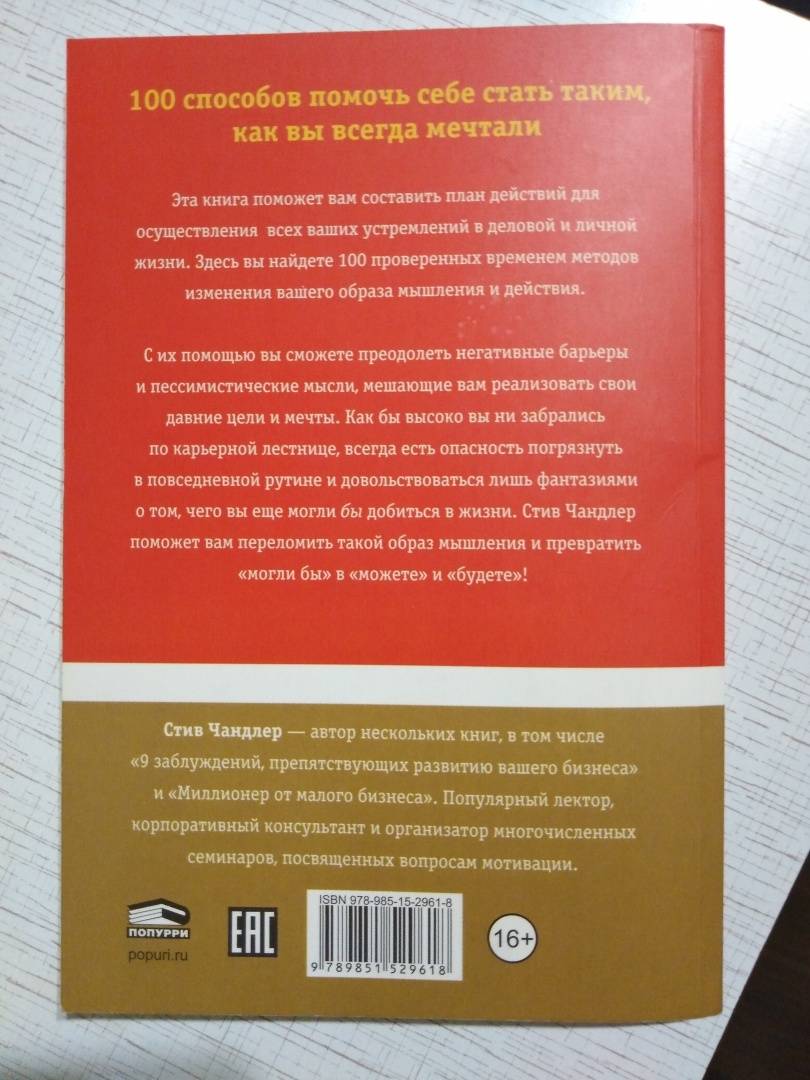 100 способов помочь себе стать таким,
как вы всегда мечтали
Эта книга поможет вам составить план действий для
осуществления всех ваших устремлений в деловой и личной
жизни. Здесь вы найдете 100 проверенных временем методов
изменения вашего образа мышления и действия.
С их помощью вы сможете преодолеть негативные барьеры
и пессимистические мысли, мешающие вам реализовать свои
давние цели и мечты. Как бы высоко вы ни забрались
по карьерной лестнице, всегда есть опасность погрязнуть
в повседневной рутине и довольствоваться лишь фантазиями
о том, чего вы еще могли бы добиться в жизни. Стив Чандлер
поможет вам переломить такой образ мышления и превратить
«могли бы» в «можете» и «будете»!
Стив Чандлер — автор нескольких книг, в том числе
«9 заблуждений, препятствующих развитию вашего бизнеса»
и «Миллионер от малого бизнеса». Популярный лектор,
корпоративный консультант и организатор многочисленных
семинаров, посвященных вопросам мотивации.
ПОПУРРИ
popuri.ru
EAC
ISBN 978-985-15-2961-8
9 789851 529618
16+